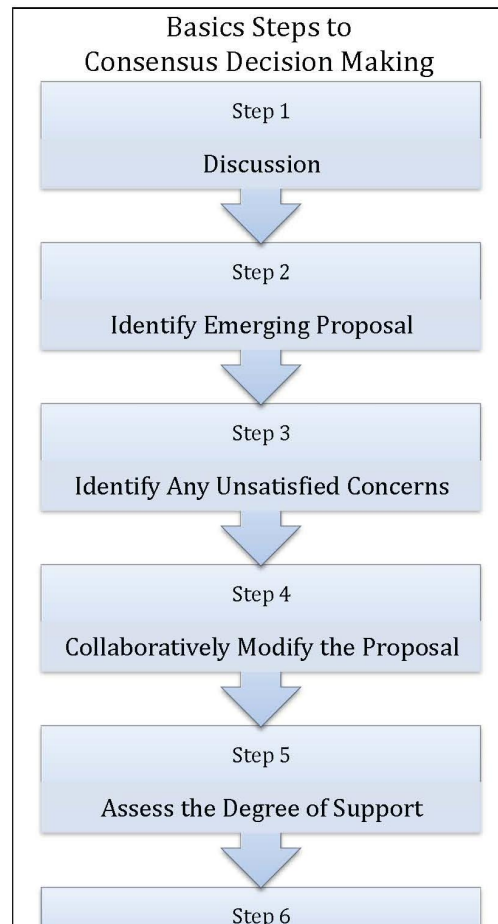 Basics Steps to
Consensus Decision Making
Step 1
Discussion
Step 2
Identify Emerging Proposal
Step 3
Identify Any Unsatisfied Concerns
Step 4
Collaboratively Modify the Proposal
Step 5
Assess the Degree of Support
Step 6